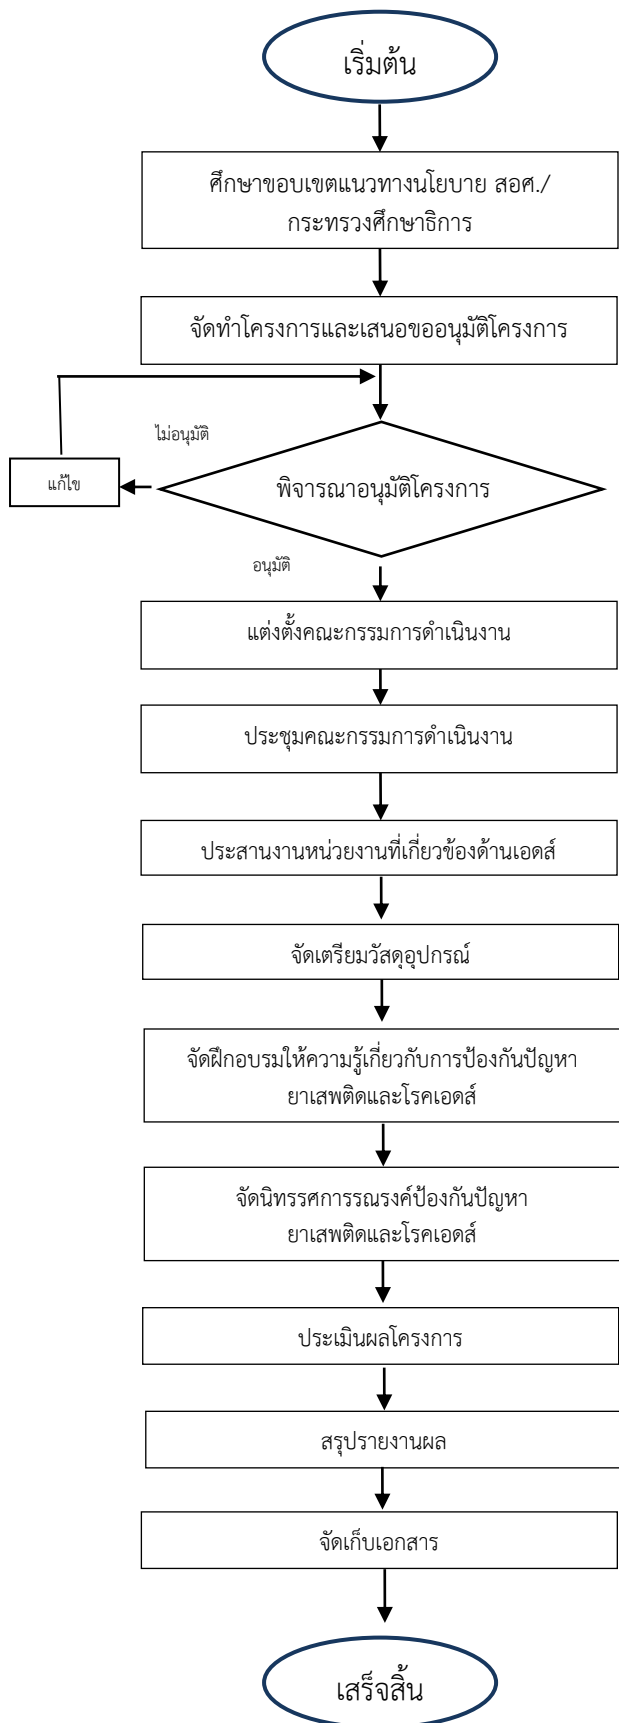 เริ่มต้น
ศึกษาขอบเขตแนวทางนโยบาย สอศ./
กระทรวงศึกษาธิการ
จัดทำโครงการและเสนอขออนุมัติโครงการ
ไม่อนุมัติ
แก้ไข
พิจารณาอนุมัติโครงการ
อนุมัติ
แต่งตั้งคณะกรรมการดำเนินงาน
ประชุมคณะกรรมการดำเนินงาน
ประสานงานหน่วยงานที่เกี่ยวข้องด้านเอดส์
จัดเตรียมวัสดุอุปกรณ์
จัดฝึกอบรมให้ความรู้เกี่ยวกับการป้องกันปัญหา
ยาเสพติดและโรคเอดส์
จัดนิทรรศการรณรงค์ป้องกันปัญหา
ยาเสพติดและโรคเอดส์
ประเมินผลโครงการ
สรุปรายงานผล
จัดเก็บเอกสาร
เสร็จสิ้น